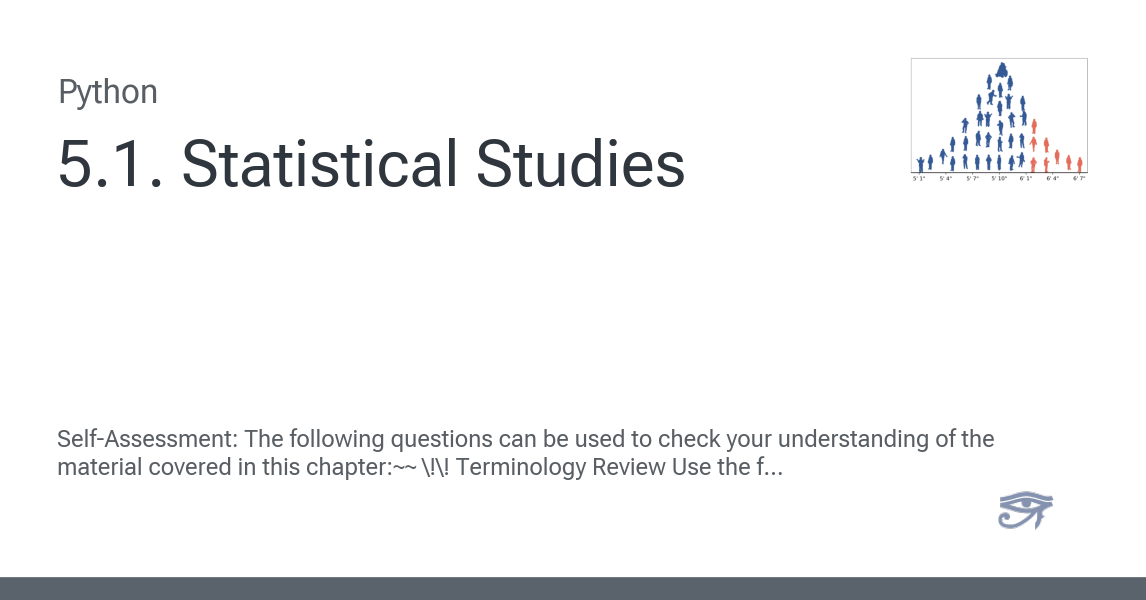 Python
5.1. Statistical Studies
5' 1" 5' 4" 5' 7" 5' 10" 6' 1" 6' 4" 6' 7"
Self-Assessment: The following questions can be used to check your understanding of the
material covered in this chapter:~~ \!\! Terminology Review Use the f...